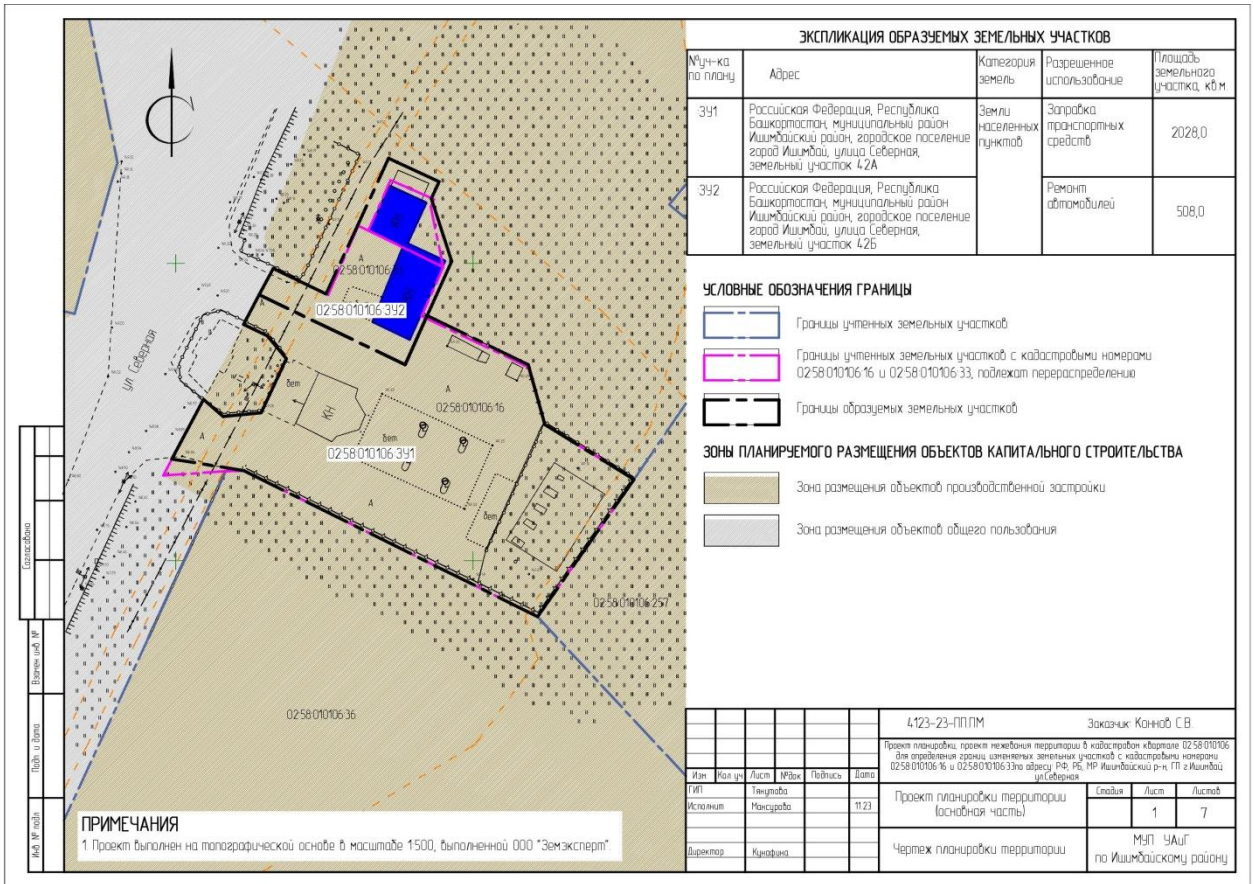 ЭКСПЛИКАЦИЯ ОБРАЗУЕМЫХ ЗЕМЕЛЬНЫХ УЧАСТКОВ
№уч-ка по плану
Адрес
Категория земель
Разрешенное использование
Площадь земельного участка, кв.м
:ЗУ1
Российская Федерация, Республика
Башкортостан, муниципальный район
Ишимбайский район, городское поселение
город Ишимбай, улица Северная,
земельный участок 42А
Земли населенных пунктов
Заправка транспортных средств
2028,0
:ЗУ2
Российская Федерация, Республика
Башкортостан, муниципальный район
Ишимбайский район, городское поселение
город Ишимбай, улица Северная,
земельный участок 42Б
Ремонт автомобилей
508,0
УСЛОВНЫЕ ОБОЗНАЧЕНИЯ ГРАНИЦЫ
Границы учтенных земельных участков
Границы учтенных земельных участков с кадастровыми номерами
02:58:010106:16 и 02:58:010106:33, подлежат перераспределению
Границы образуемых земельных участков
ЗОНЫ ПЛАНИРУЕМОГО РАЗМЕЩЕНИЯ ОБЪЕКТОВ КАПИТАЛЬНОГО СТРОИТЕЛЬСТВА
Зона размещения объектов производственной застройки
Зона размещения объектов общего пользования
ул. Северная
А
02:58:010106:ЗУ2
А
бет
КН
А
02:58:010106:16
бет
02:58:010106:ЗУ1
А
А
бет
02:58:010106:257
02:58:010106:36
ПРИМЕЧАНИЯ
1. Проект выполнен на топографической основе в масштабе 1:500, выполненной ООО "Земэксперт".
Согласовано
Взамен инв. №
Подп. и дата
Инв. № подл.
4123-23-ПП.ПМ
Заказчик: Коннов С.В.
Проект планировки, проект межевания территории в кадастровом квартале 02:58:010106
для определения границ изменяемых земельных участков с кадастровыми номерами
02:58:010106:16 и 02:58:010106:33по адресу: РФ, РБ, МР Ишимбайский р-н, ГП г.Ишимбай,
ул.Северная
Изм
Кол уч
Лист
№док
Подпись
Дата
ГИП
Тянутова
Исполнит
Мансурова
11.23
Директор
Кунафина
Проект планировки территории
(основная часть)
Стадия
Лист
Листов
1
7
Чертеж планировки территории
МУП УАиГ
по Ишимбайскому району